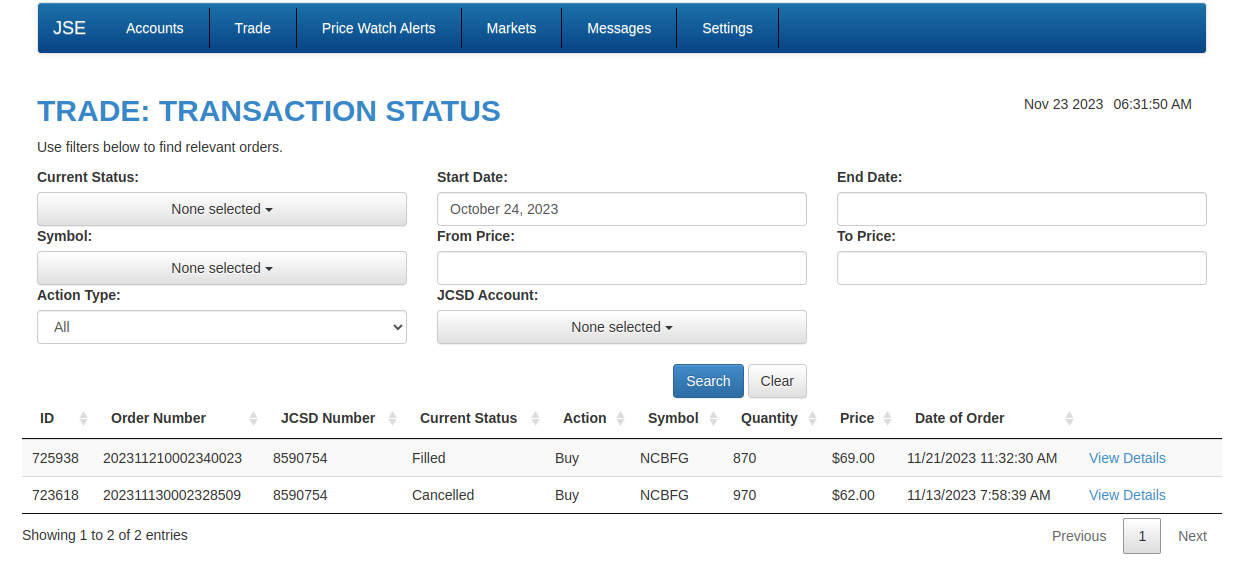 JSE Accounts Trade Price Watch Alerts Markets Messages Settings
TRADE: TRANSACTION STATUS
Nov 23 2023 06:31:50 AM
Use filters below to find relevant orders.
Current Status: Start Date: End Date:
None selected October 24, 2023
Symbol: From Price: To Price:
None selected
Action Type: JCSD Account:
All None selected
Search Clear
ID Order Number JCSD Number Current Status Action Symbol Quantity Price Date of Order
725938 202311210002340023 8590754 Filled Buy NCBFG 870 $69.00 11/21/2023 11:32:30 AM View Details
723618 202311130002328509 8590754 Cancelled Buy NCBFG 970 $62.00 11/13/2023 7:58:39 AM View Details
Showing 1 to 2 of 2 entries Previous 1 Next